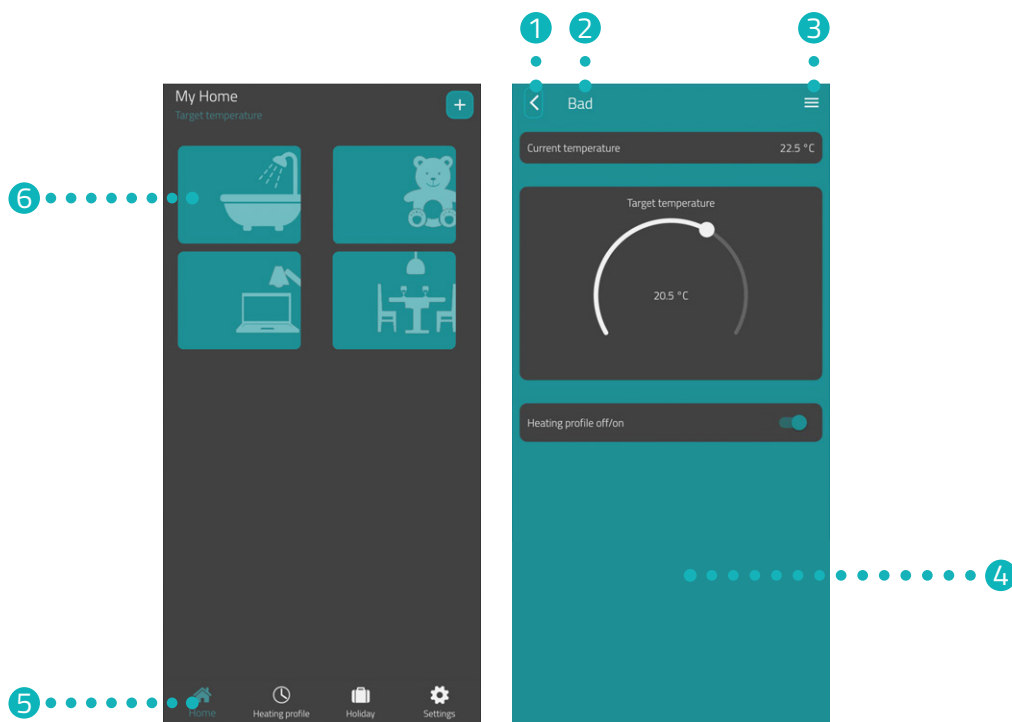 1 2 3
My Home
Target temperature
+
Bad
Current temperature 22.5 °C
6
Target temperature
20.5 °C
Heating profile off/on
4
5
Home Heating profile Holiday Settings